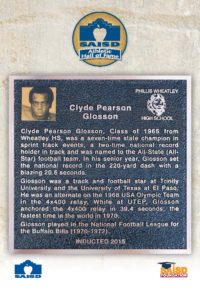 SAISD
Athletic
Hall of Fame
Clyde Pearson
Glosson
PHILLIS WHEATLEY
HIGH SCHOOL
Clyde Pearson Glosson, Class of 1965 from
Wheatley HS, was a seven-time state champion in
sprint track events, a two-time national record
holder in track and was named to the All-State (All-
Star) football team. In his senior year, Glosson set
the national record in the 220-yard dash with a
blazing 20.6 seconds.
Glosson was a track and football star at Trinity
University and the University of Texas at El Paso.
He was an alternate on the 1968 USA Olympic Team
in the 4x400 relay. While at UTEP, Glosson
anchored the 4x400 relay in 39.4 seconds, the
fastest time in the world in 1970.
Glosson played in the National Football League for
the Buffalo Bills (1970-1972).
INDUCTED 2015
SAISD
SAISD
FOUNDATION